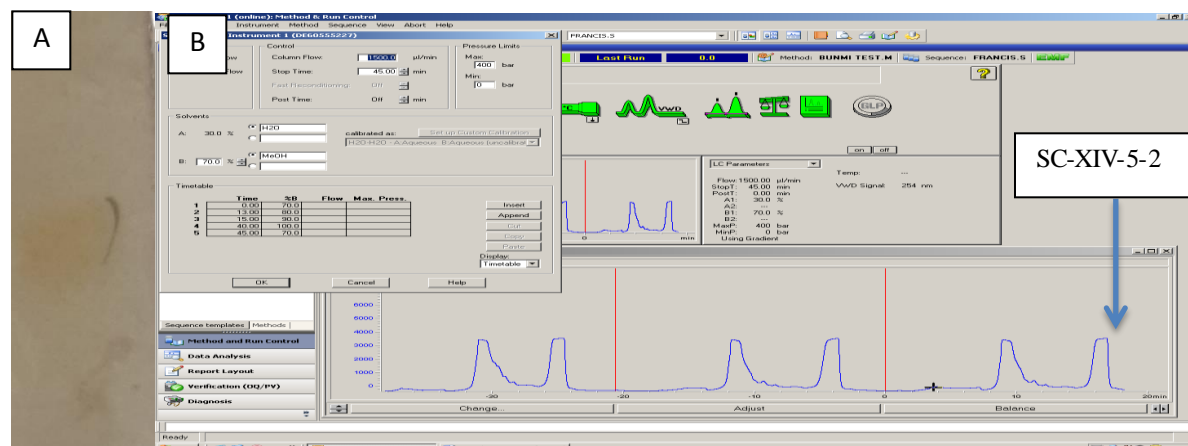 A
B
1 (online): Method & Run Control
Instrument Method Sequence View Abort Help
Instrument 1 (DE60555227)
FRANCIS.S
Control
Column Flow: 1500.0 µl/min
Stop Time: 45.00 min
Fast Reconditioning: Off
Post Time: Off min
Pressure Limits
Max:
400 bar
Min:
0 bar
Last Run 0.0 Method: BUNMI TEST.M Sequence: FRANCIS.S
VWD
GLP
on off
Solvents
A: 30.0 % H2O
calibrated as: Set up Custom Calibration
H2O-H2O - A:Aqueous B:Aqueous (uncalibrat
B: 70.0 % MeOH
Timetable
Time %B Flow Max. Press.
1 0.00 70.0
2 13.00 80.0
3 15.00 90.0
4 40.00 100.0
5 45.00 70.0
Insert
Append
Cut
Copy
Paste
Display:
Timetable
OK Cancel Help
LC Parameters
Flow: 1500.00 µl/min
StopT: 45.00 min
PostT: 0.00 min
A1: 30.0 %
A2: ---
B1: 70.0 %
B2: ---
MaxP: 400 bar
MinP: 0 bar
Using Gradient
Temp: ---
VWD Signal: 254 nm
0 min
SC-XIV-5-2
Sequence templates Methods
Method and Run Control
Data Analysis
Report Layout
Verification (OQ/PV)
Diagnosis
6000
5000
4000
3000
2000
1000
0
-30 -20 -10 0 10 20min
Change... Adjust Balance
Ready